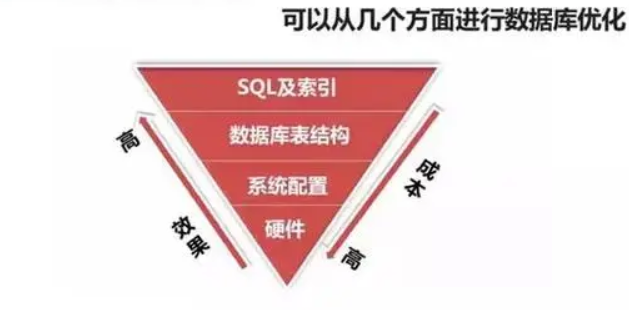 可以从几个方面进行数据库优化
SQL及索引
数据库表结构
系统配置
硬件
高
效果
成本
高